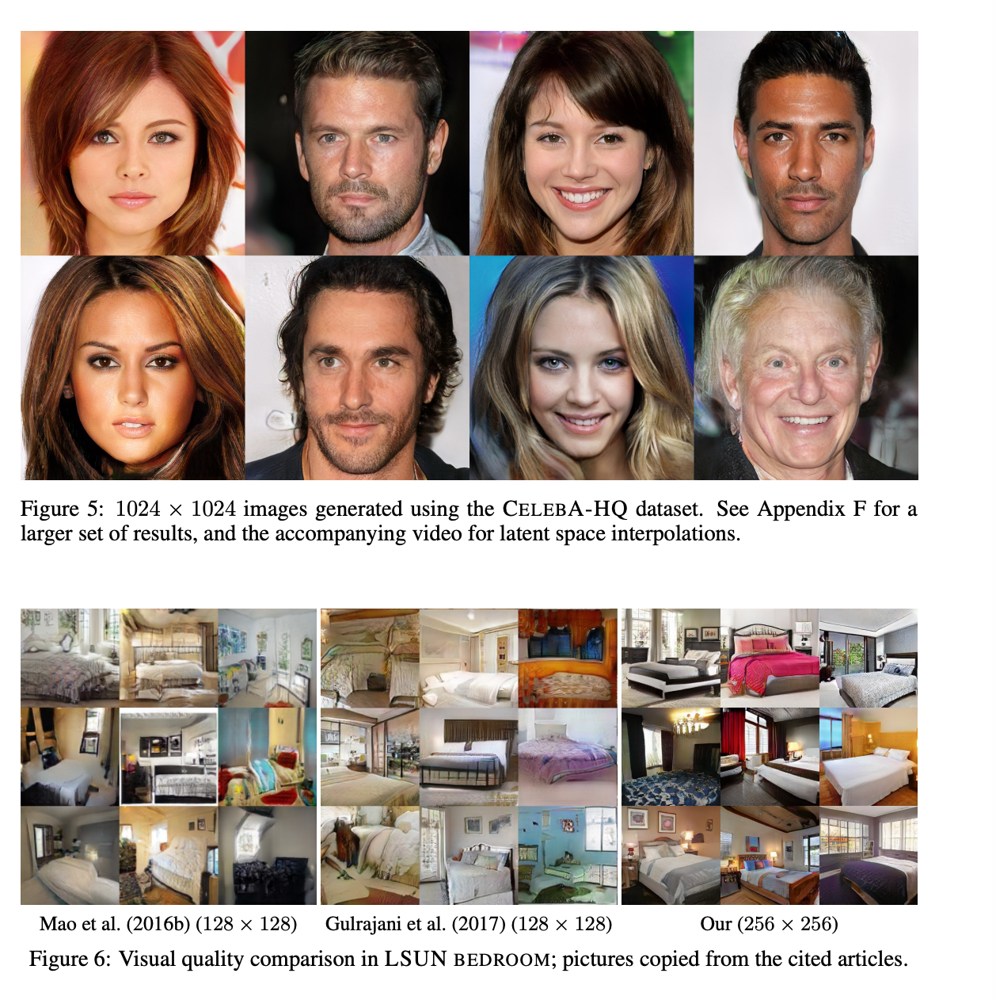 Figure 5: 1024 × 1024 images generated using the CELEBA-HQ dataset. See Appendix F for a
larger set of results, and the accompanying video for latent space interpolations.
Mao et al. (2016b) (128 × 128)
Gulrajani et al. (2017) (128 × 128)
Our (256 × 256)
Figure 6: Visual quality comparison in LSUN BEDROOM; pictures copied from the cited articles.